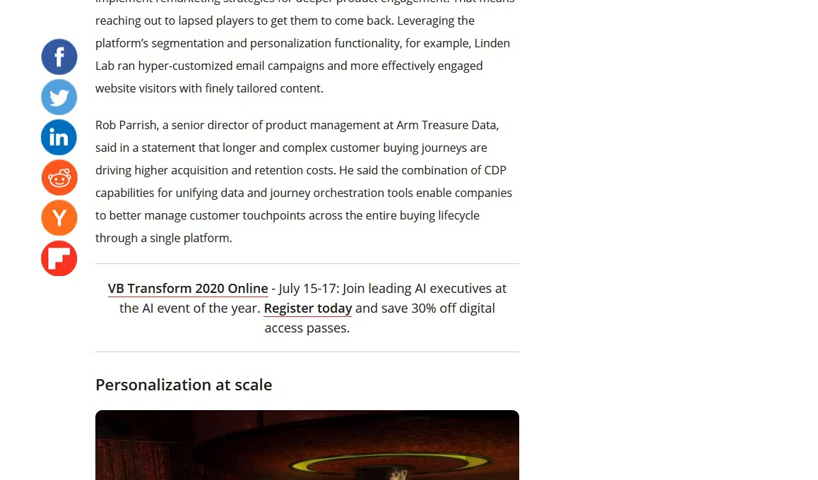 reaching out to lapsed players to get them to come back. Leveraging the
platform's segmentation and personalization functionality, for example, Linden
Lab ran hyper-customized email campaigns and more effectively engaged
website visitors with finely tailored content.
Rob Parrish, a senior director of product management at Arm Treasure Data,
said in a statement that longer and complex customer buying journeys are
driving higher acquisition and retention costs. He said the combination of CDP
capabilities for unifying data and journey orchestration tools enable companies
to better manage customer touchpoints across the entire buying lifecycle
through a single platform.
VB Transform 2020 Online - July 15-17: Join leading AI executives at
the AI event of the year. Register today and save 30% off digital
access passes.
Personalization at scale